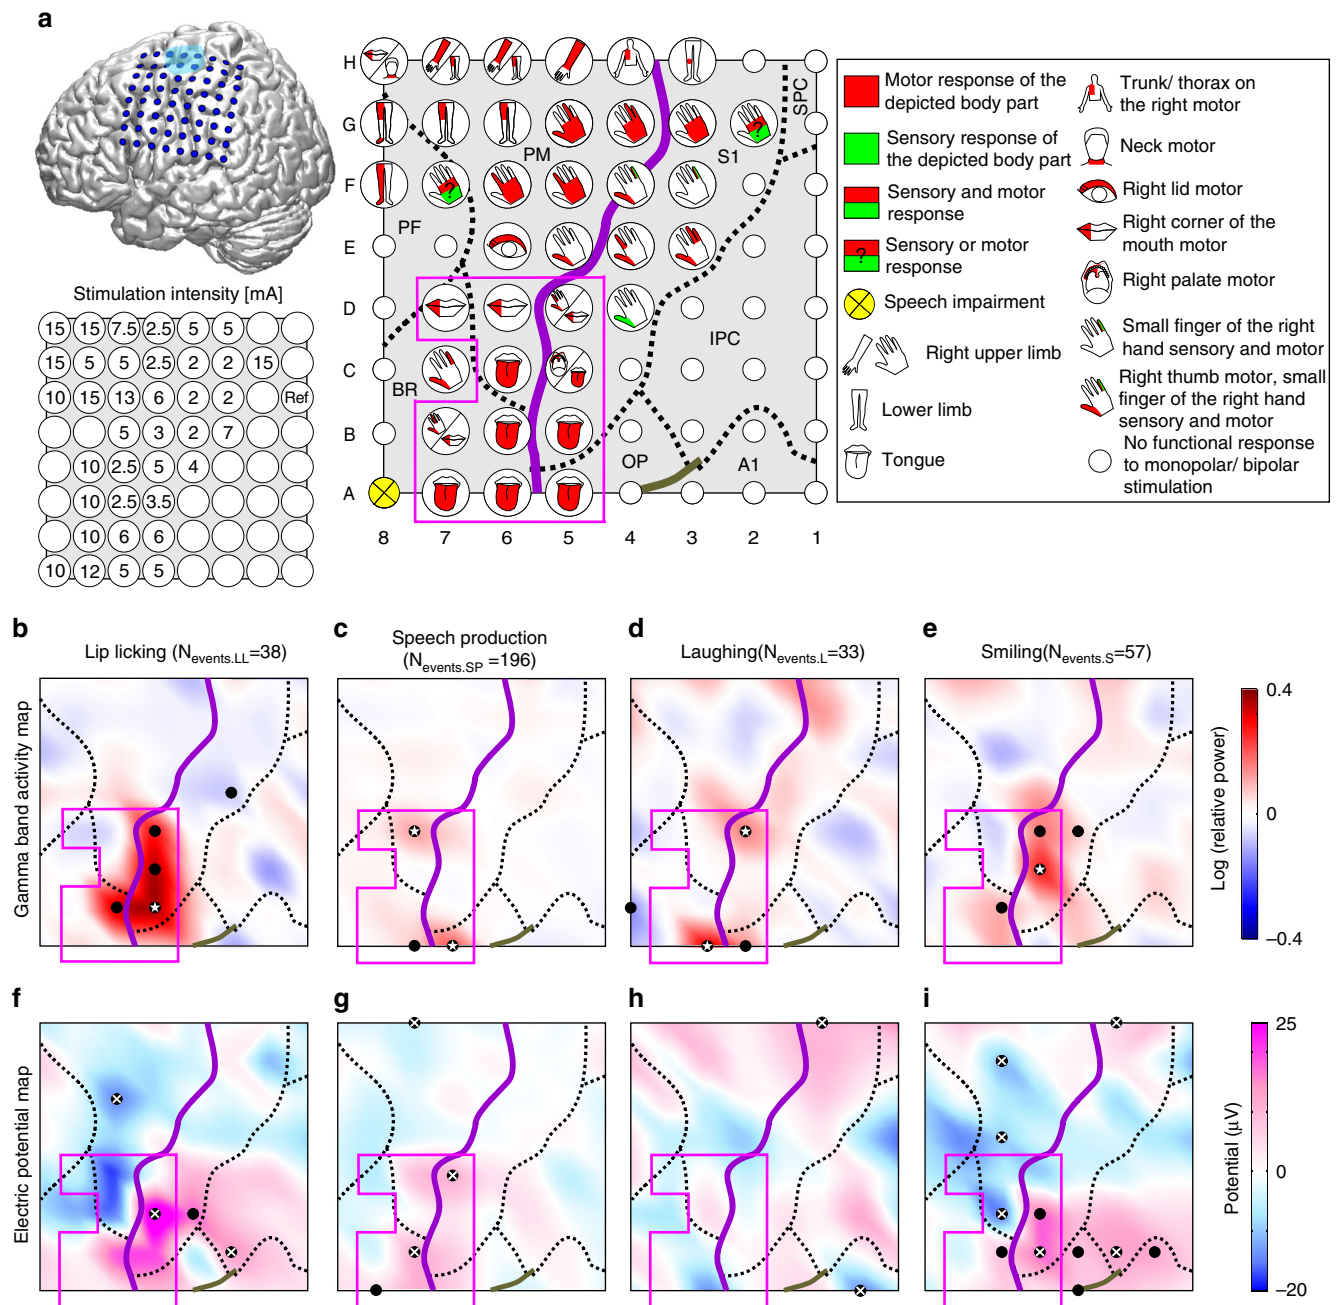 a
Stimulation intensity [mA]
15 15 7.5 2.5 5 5
15 5 5 2.5 2 2 15
10 15 13 6 2 2 Ref
5 3 2 7
10 2.5 5 4
10 2.5 3.5
10 6 6
10 12 5 5
H
G
F
E
D
C
B
A
8 7 6 5 4 3 2 1
PM
S1
SPC
?
?
PF
BR
IPC
OP
A1
Motor response of the
depicted body part
Sensory response of
the depicted body part
Sensory and motor
response
?
Sensory or motor
response
Speech impairment
Right upper limb
Lower limb
Tongue
Trunk/ thorax on
the right motor
Neck motor
Right lid motor
Right corner of the
mouth motor
Right palate motor
Small finger of the right
hand sensory and motor
Right thumb motor, small
finger of the right hand
sensory and motor
No functional response
to monopolar/ bipolar
stimulation
b
Lip licking (Nevents.LL=38)
c
Speech production
(Nevents.SP =196)
d
Laughing(Nevents.L=33)
e
Smiling(Nevents.S=57)
Gamma band activity map
0.4
0
−0.4
Log (relative power)
f
g
h
i
Electric potential map
25
0
−20
Potential (µV)